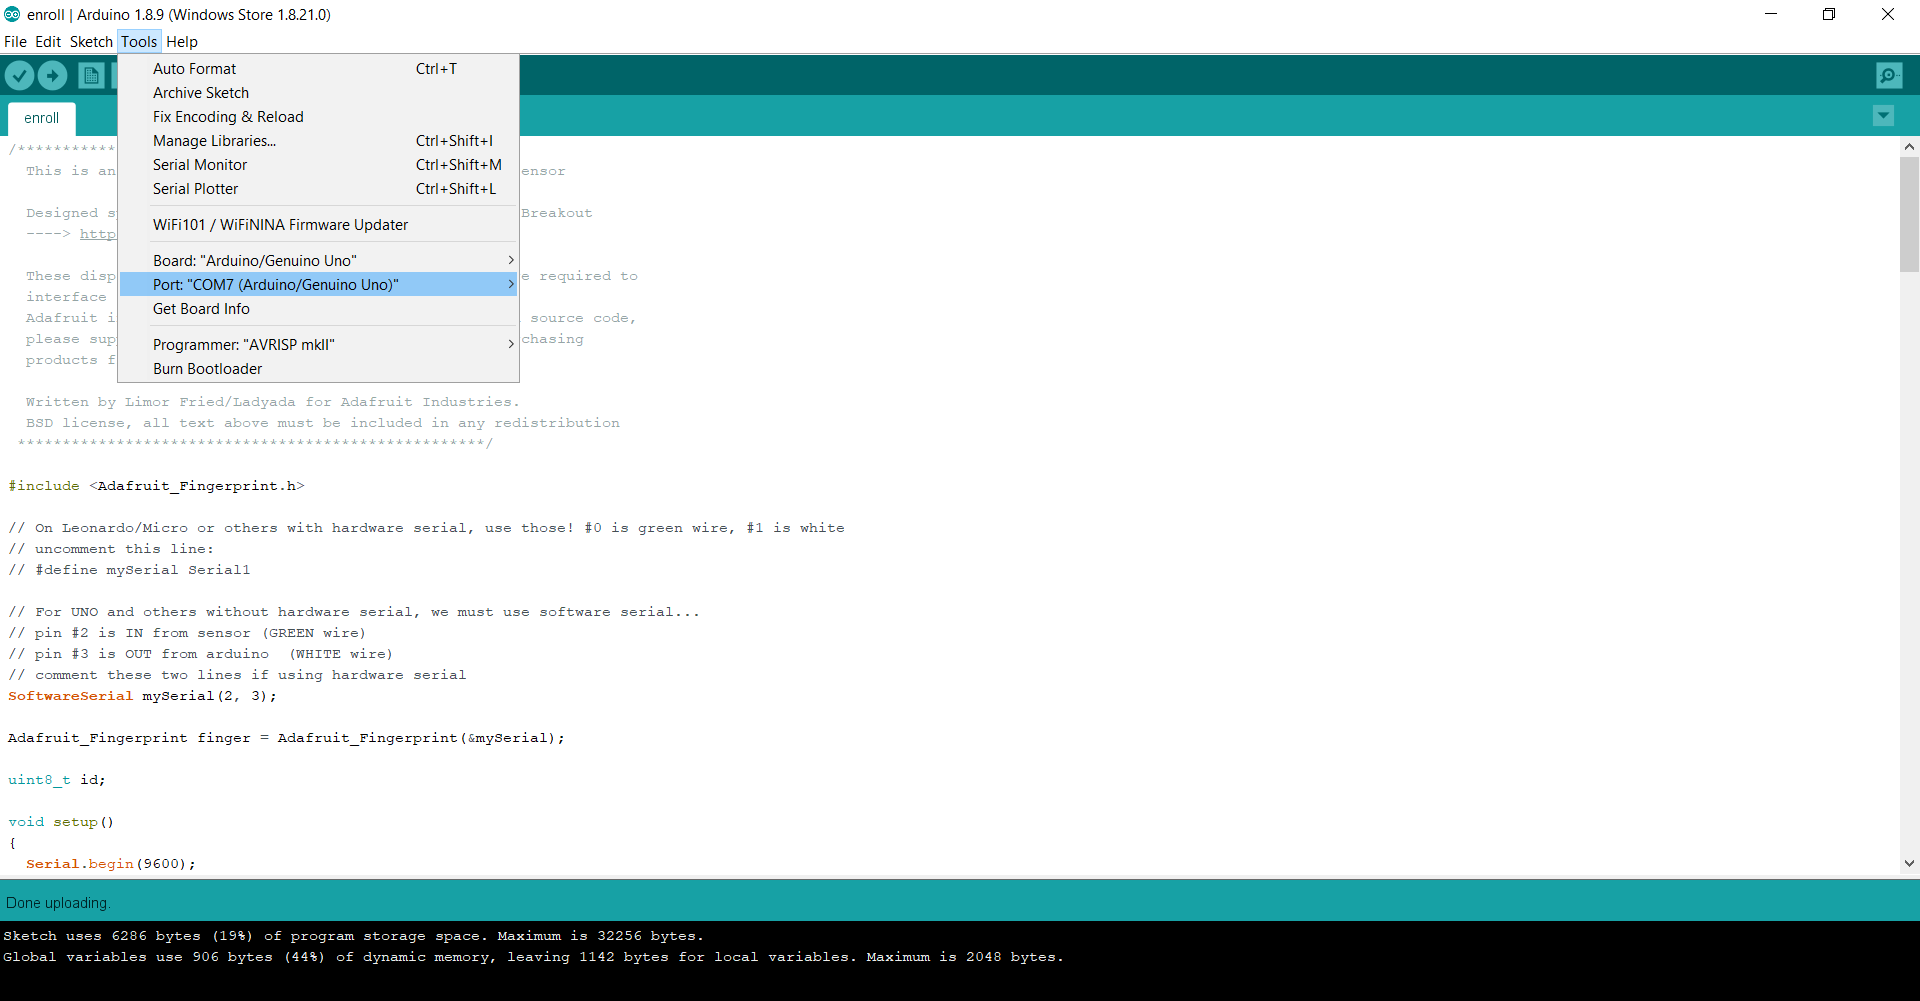 enroll | Arduino 1.8.9 (Windows Store 1.8.21.0)
File Edit Sketch Tools Help
Auto Format Ctrl+T
Archive Sketch
Fix Encoding & Reload
Manage Libraries... Ctrl+Shift+I
Serial Monitor Ctrl+Shift+M
Serial Plotter Ctrl+Shift+L
WiFi101 / WiFiNINA Firmware Updater
Board: "Arduino/Genuino Uno"
Port: "COM7 (Arduino/Genuino Uno)"
Get Board Info
Programmer: "AVRISP mkII"
Burn Bootloader
enroll
/************
This is an ensor
Designed s Breakout
----> http
These disp e required to
interface
Adafruit i source code,
please sup chasing
products f
Written by Limor Fried/Ladyada for Adafruit Industries.
BSD license, all text above must be included in any redistribution
****************************************************/
#include <Adafruit_Fingerprint.h>
// On Leonardo/Micro or others with hardware serial, use those! #0 is green wire, #1 is white
// uncomment this line:
// #define mySerial Serial1
// For UNO and others without hardware serial, we must use software serial...
// pin #2 is IN from sensor (GREEN wire)
// pin #3 is OUT from arduino  (WHITE wire)
// comment these two lines if using hardware serial
SoftwareSerial mySerial(2, 3);
Adafruit_Fingerprint finger = Adafruit_Fingerprint(&mySerial);
uint8_t id;
void setup()
{
Serial.begin(9600);
Done uploading.
Sketch uses 6286 bytes (19%) of program storage space. Maximum is 32256 bytes.
Global variables use 906 bytes (44%) of dynamic memory, leaving 1142 bytes for local variables. Maximum is 2048 bytes.